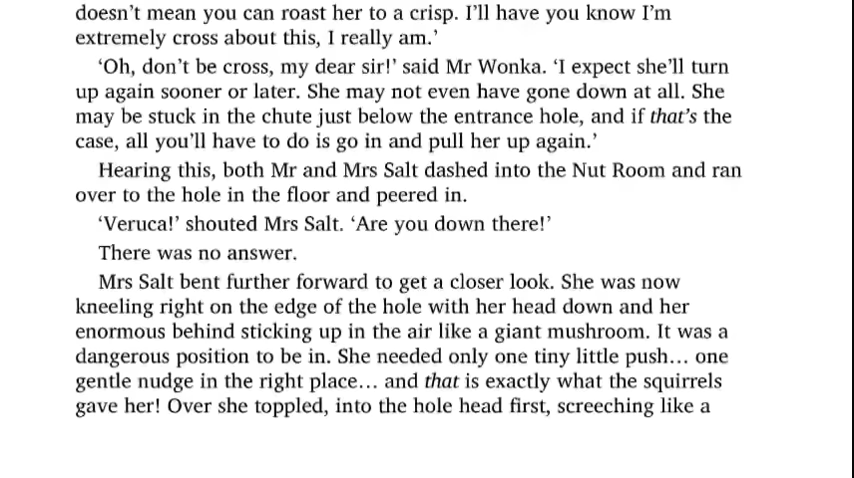 doesn’t mean you can roast her to a crisp. I’ll have you know I’m
extremely cross about this, I really am.’
‘Oh, don’t be cross, my dear sir!’ said Mr Wonka. ‘I expect she’ll turn
up again sooner or later. She may not even have gone down at all. She
may be stuck in the chute just below the entrance hole, and if that’s the
case, all you’ll have to do is go in and pull her up again.’
Hearing this, both Mr and Mrs Salt dashed into the Nut Room and ran
over to the hole in the floor and peered in.
‘Veruca!’ shouted Mrs Salt. ‘Are you down there!’
There was no answer.
Mrs Salt bent further forward to get a closer look. She was now
kneeling right on the edge of the hole with her head down and her
enormous behind sticking up in the air like a giant mushroom. It was a
dangerous position to be in. She needed only one tiny little push… one
gentle nudge in the right place… and that is exactly what the squirrels
gave her! Over she toppled, into the hole head first, screeching like a